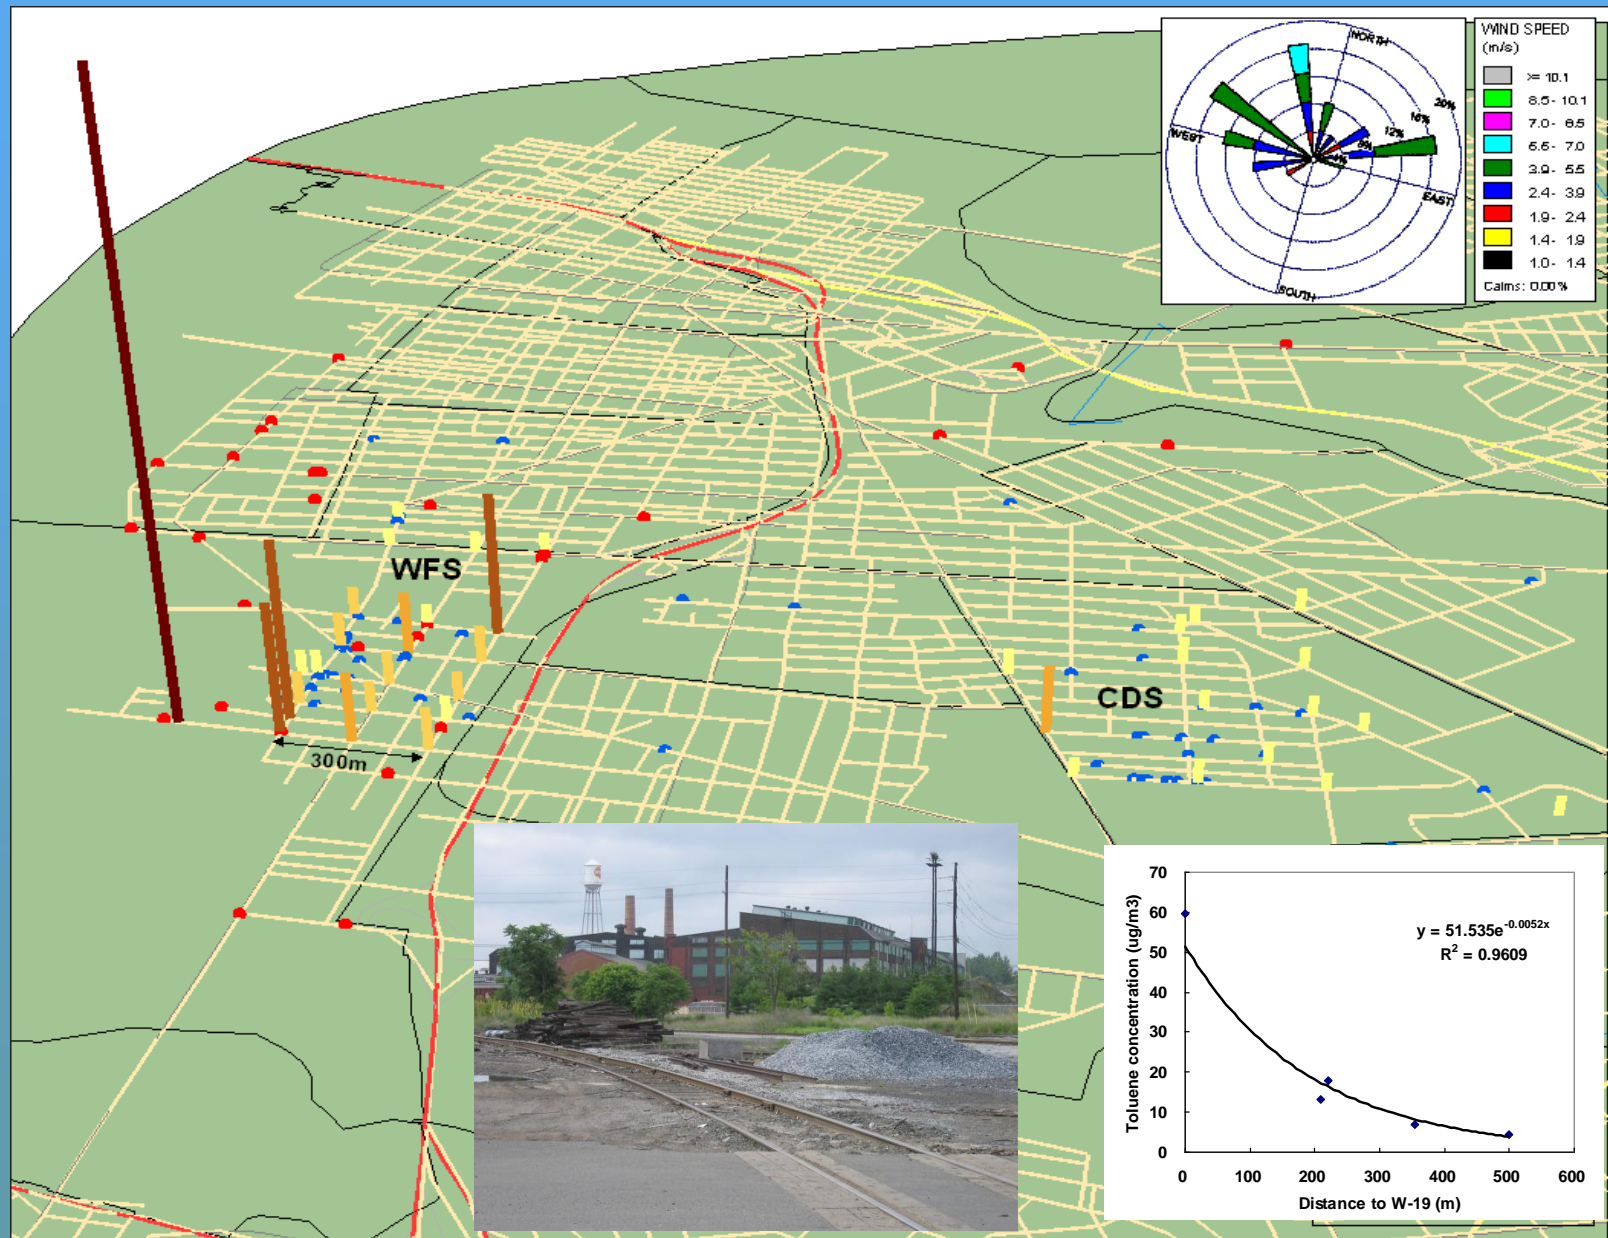 WIND SPEED
(m/s)
>= 10.1
8.5- 10.1
7.0- 8.5
5.5- 7.0
3.9- 5.5
2.4- 3.9
1.9- 2.4
1.4- 1.9
1.0- 1.4
Calms: 0.00%
NORTH
WEST
EAST
SOUTH
20%
16%
12%
8%
4%
WFS
CDS
300m
70
60
50
40
30
20
10
0
0 100 200 300 400 500 600
Toluene concentration (ug/m3)
Distance to W-19 (m)
y = 51.535e^-0.0052x
R² = 0.9609